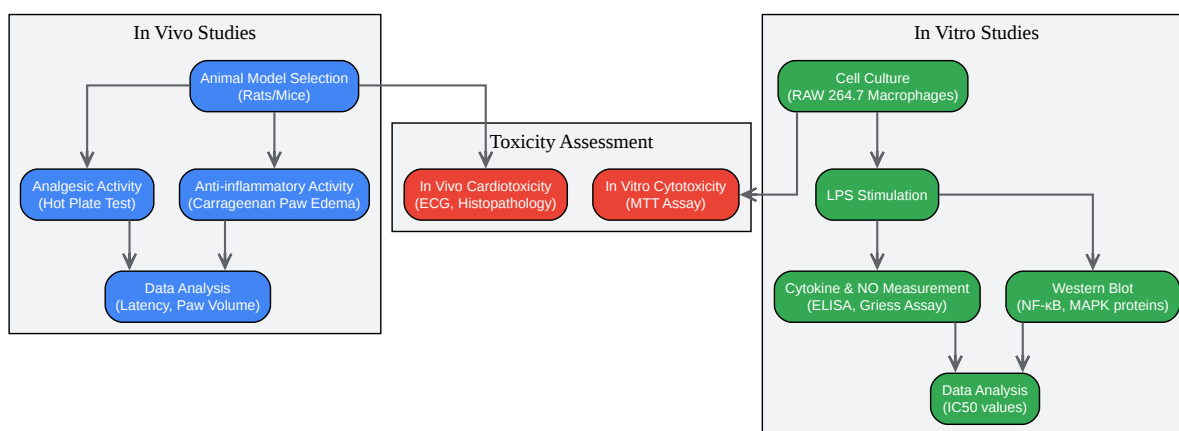 In Vivo Studies
Animal Model Selection
(Rats/Mice)
Analgesic Activity
(Hot Plate Test)
Anti-inflammatory Activity
(Carrageenan Paw Edema)
Data Analysis
(Latency, Paw Volume)
Toxicity Assessment
In Vivo Cardiotoxicity
(ECG, Histopathology)
In Vitro Cytotoxicity
(MTT Assay)
In Vitro Studies
Cell Culture
(RAW 264.7 Macrophages)
LPS Stimulation
Cytokine & NO Measurement
(ELISA, Griess Assay)
Western Blot
(NF-κB, MAPK proteins)
Data Analysis
(IC50 values)